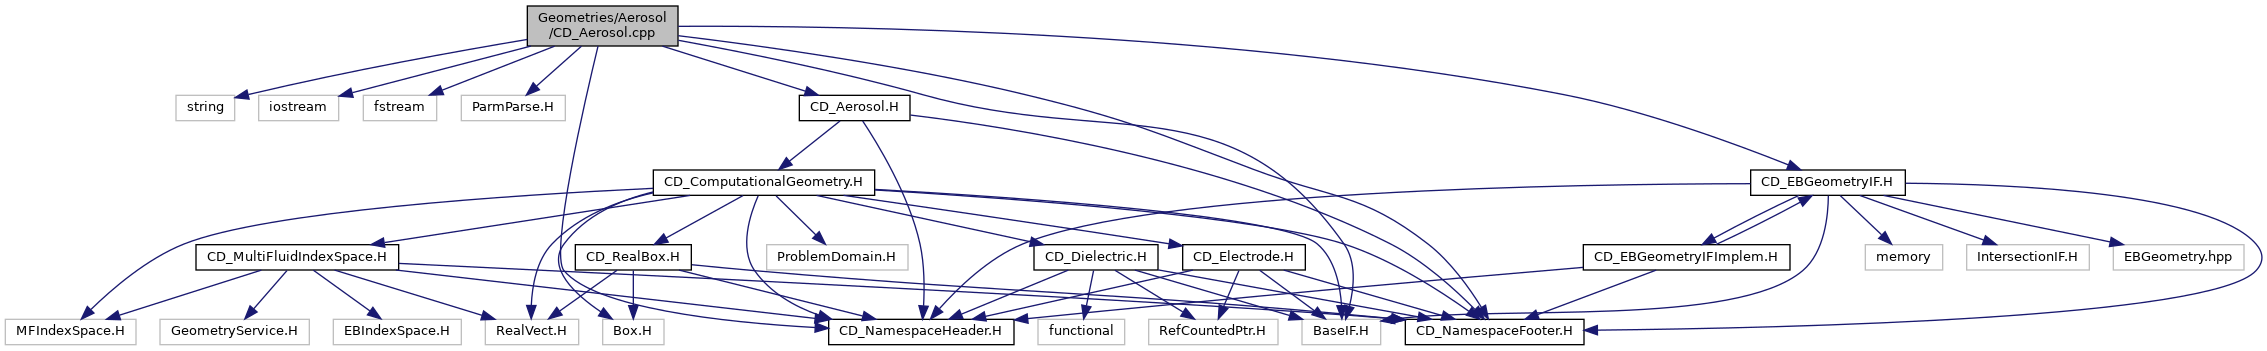 Geometries/Aerosol
/CD_Aerosol.cpp
string
iostream
fstream
ParmParse.H
CD_Aerosol.H
CD_ComputationalGeometry.H
CD_EBGeometryIF.H
CD_MultiFluidIndexSpace.H
CD_RealBox.H
ProblemDomain.H
CD_Dielectric.H
CD_Electrode.H
CD_EBGeometryIFImplem.H
memory
IntersectionIF.H
EBGeometry.hpp
MFIndexSpace.H
GeometryService.H
EBIndexSpace.H
RealVect.H
Box.H
CD_NamespaceHeader.H
functional
RefCountedPtr.H
BaseIF.H
CD_NamespaceFooter.H